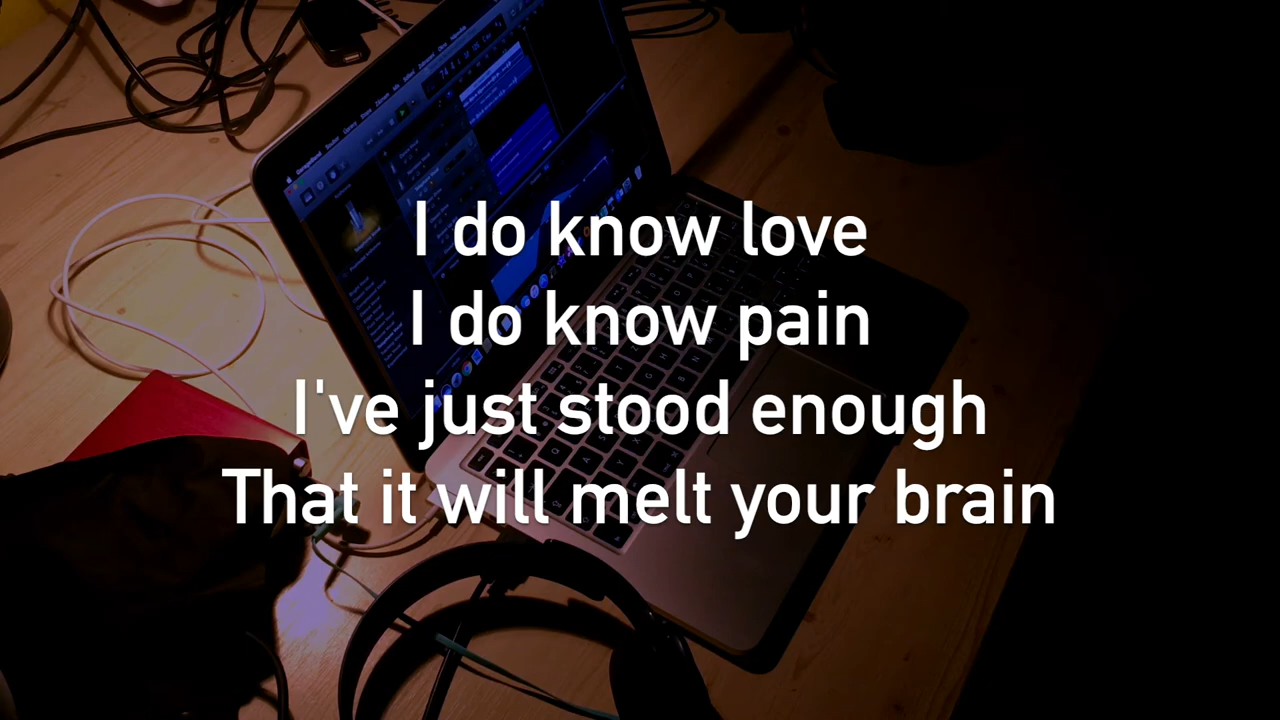 I do know love
I do know pain
I've just stood enough
That it will melt your brain